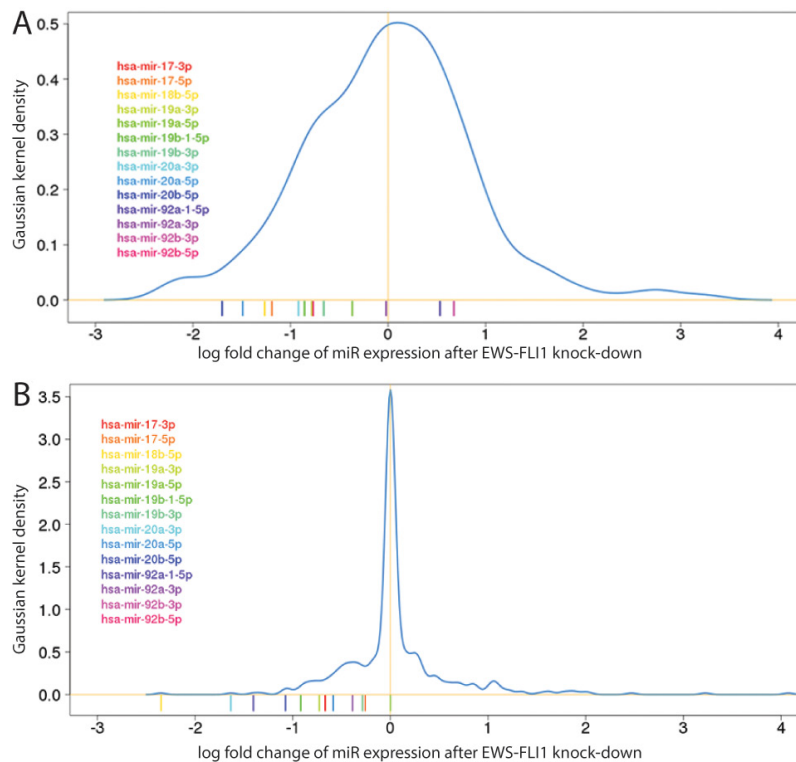 A
Gaussian kernel density
0.5
0.4
0.3
0.2
0.1
0.0
hsa-mir-17-3p
hsa-mir-17-5p
hsa-mir-18b-5p
hsa-mir-19a-3p
hsa-mir-19a-5p
hsa-mir-19b-1-5p
hsa-mir-19b-3p
hsa-mir-20a-3p
hsa-mir-20a-5p
hsa-mir-20b-5p
hsa-mir-92a-1-5p
hsa-mir-92a-3p
hsa-mir-92b-3p
hsa-mir-92b-5p
-3 -2 -1 0 1 2 3 4
log fold change of miR expression after EWS-FLI1 knock-down
B
Gaussian kernel density
3.5
3.0
2.5
2.0
1.5
1.0
0.5
0.0
hsa-mir-17-3p
hsa-mir-17-5p
hsa-mir-18b-5p
hsa-mir-19a-3p
hsa-mir-19a-5p
hsa-mir-19b-1-5p
hsa-mir-19b-3p
hsa-mir-20a-3p
hsa-mir-20a-5p
hsa-mir-20b-5p
hsa-mir-92a-1-5p
hsa-mir-92a-3p
hsa-mir-92b-3p
hsa-mir-92b-5p
-3 -2 -1 0 1 2 3 4
log fold change of miR expression after EWS-FLI1 knock-down